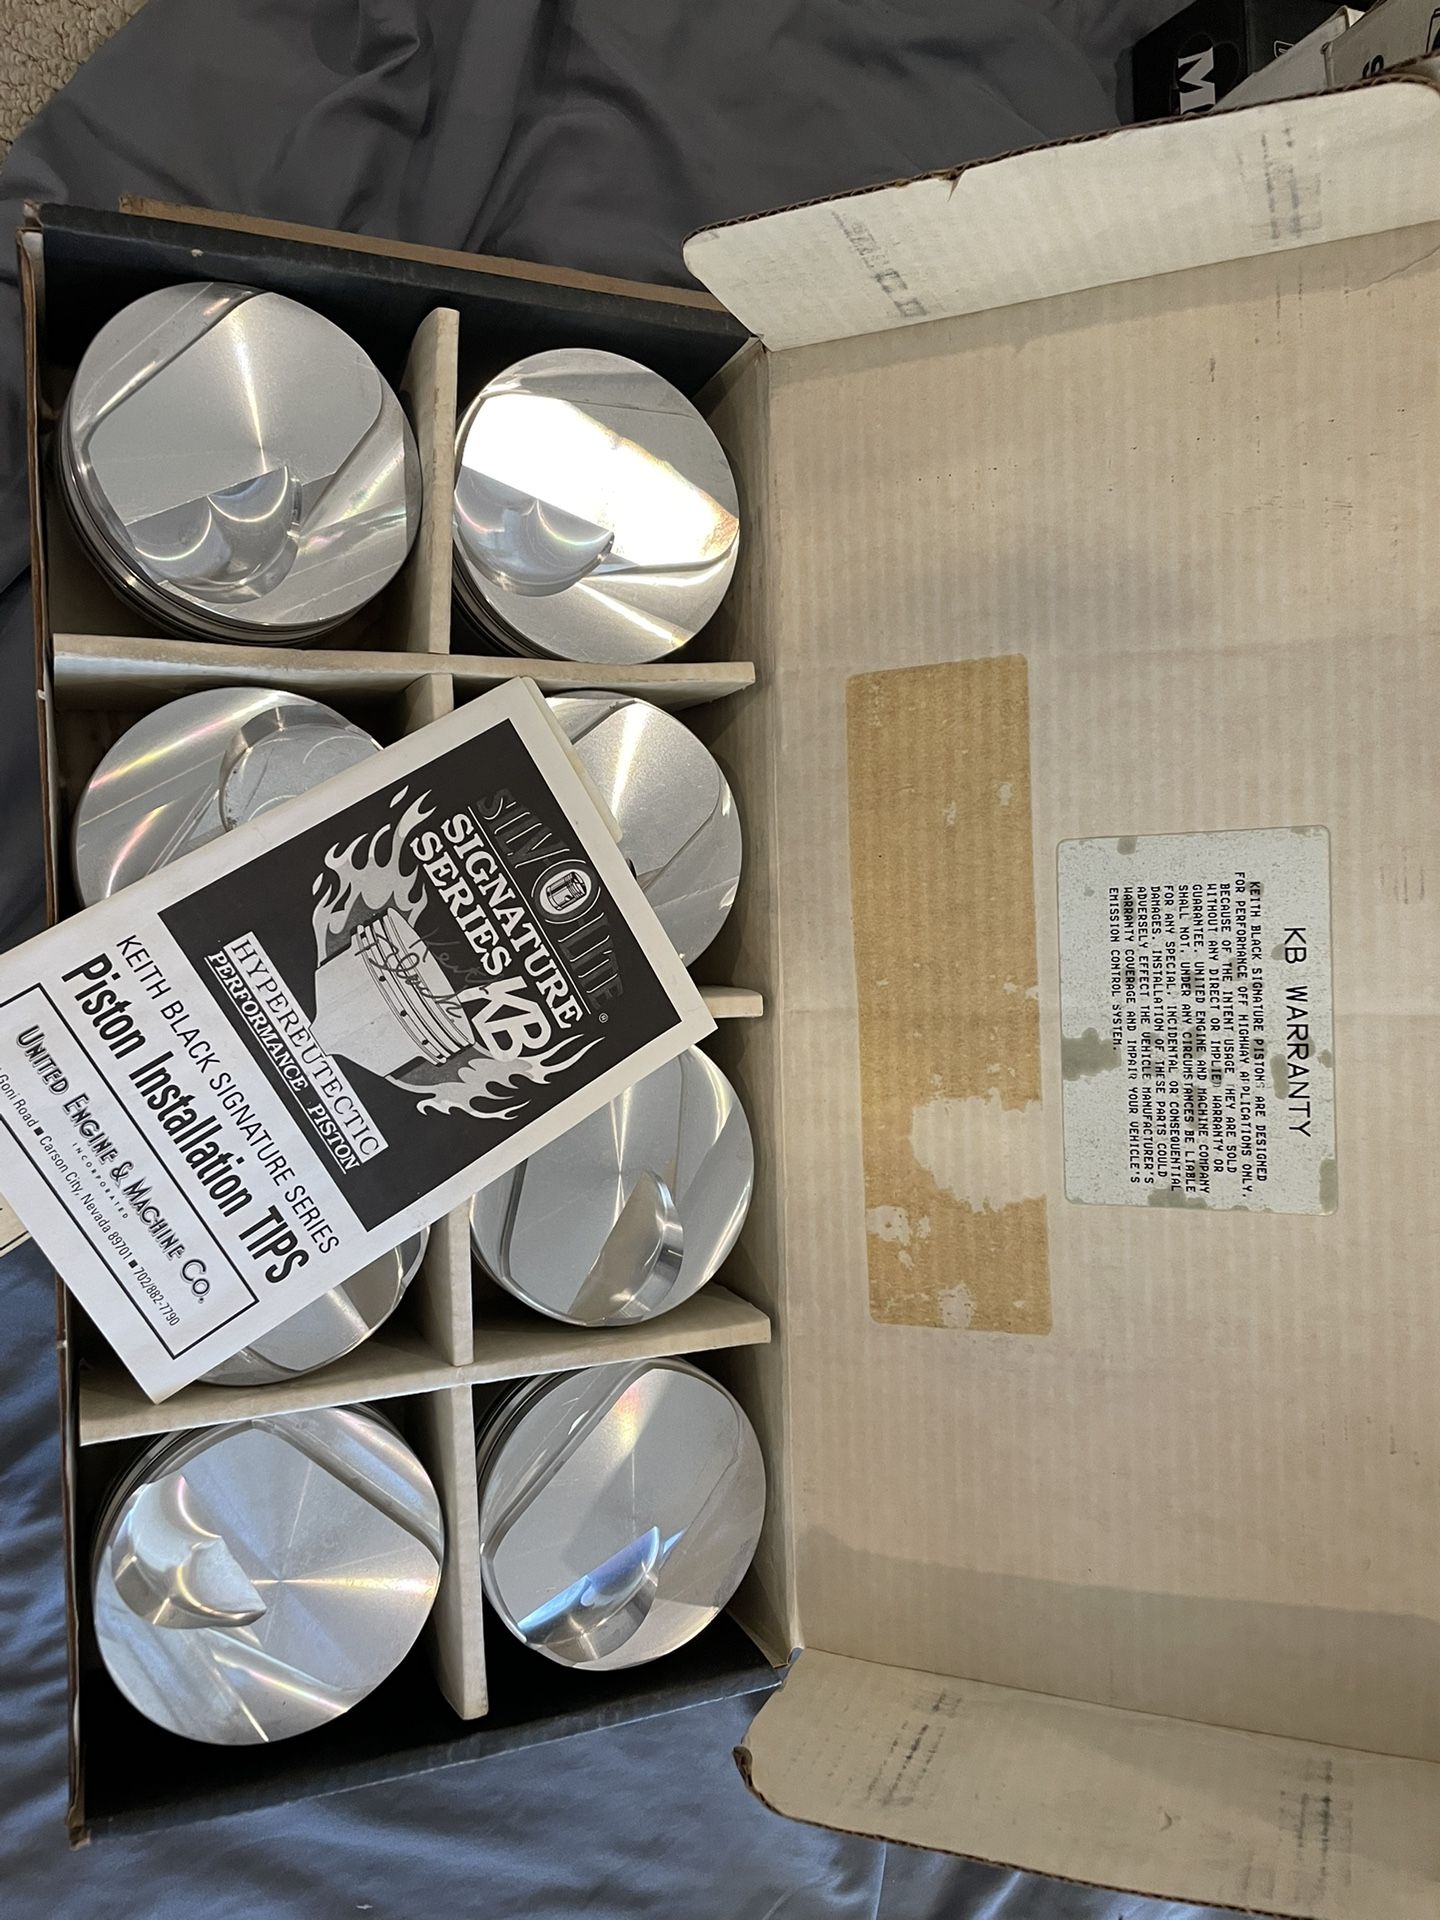 SILVOLITE ®
SIGNATURE
SERIES KB
Keith Black
HYPEREUTECTIC
PERFORMANCE PISTON
KEITH BLACK SIGNATURE SERIES
Piston Installation TIPS
UNITED ENGINE & MACHINE CO.
INCORPORATED
Goni Road ■ Carson City, Nevada 89701 ■ 702/882-7790
KB WARRANTY
KEITH BLACK SIGNATURE PISTONS ARE DESIGNED
FOR PERFORMANCE OFF HIGHWAY APPLICATIONS ONLY.
BECAUSE OF THE INTENT USAGE THEY ARE SOLD
WITHOUT ANY DIRECT OR IMPLIED WARRANTY OR
GUARANTEE. UNITED ENGINE AND MACHINE COMPANY
SHALL NOT, UNDER ANY CIRCUMSTANCES BE LIABLE
FOR ANY SPECIAL, INCIDENTAL OR CONSEQUENTIAL
DAMAGES. INSTALLATION OF THESE PARTS COULD
ADVERSELY EFFECT THE VEHICLE MANUFACTURER'S
WARRANTY COVERAGE AND IMPAIR YOUR VEHICLE'S
EMISSION CONTROL SYSTEM.